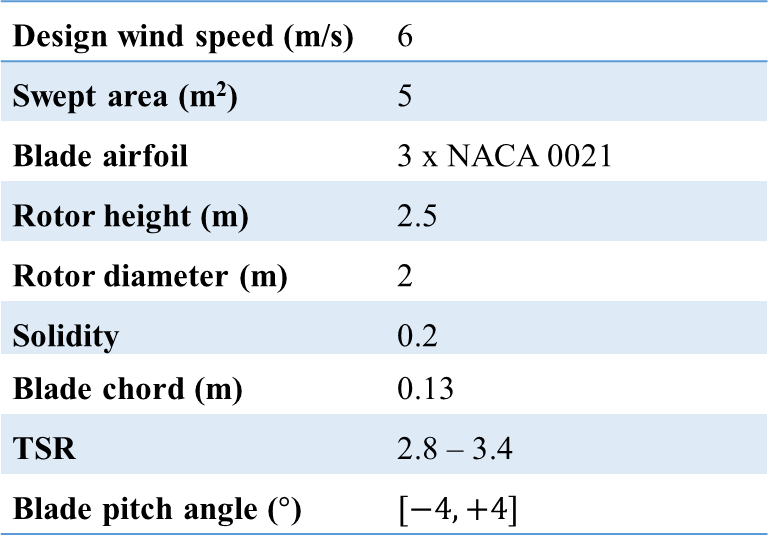 Design wind speed (m/s) 6
Swept area (m²) 5
Blade airfoil 3 x NACA 0021
Rotor height (m) 2.5
Rotor diameter (m) 2
Solidity 0.2
Blade chord (m) 0.13
TSR 2.8 – 3.4
Blade pitch angle (°) [−4, +4]